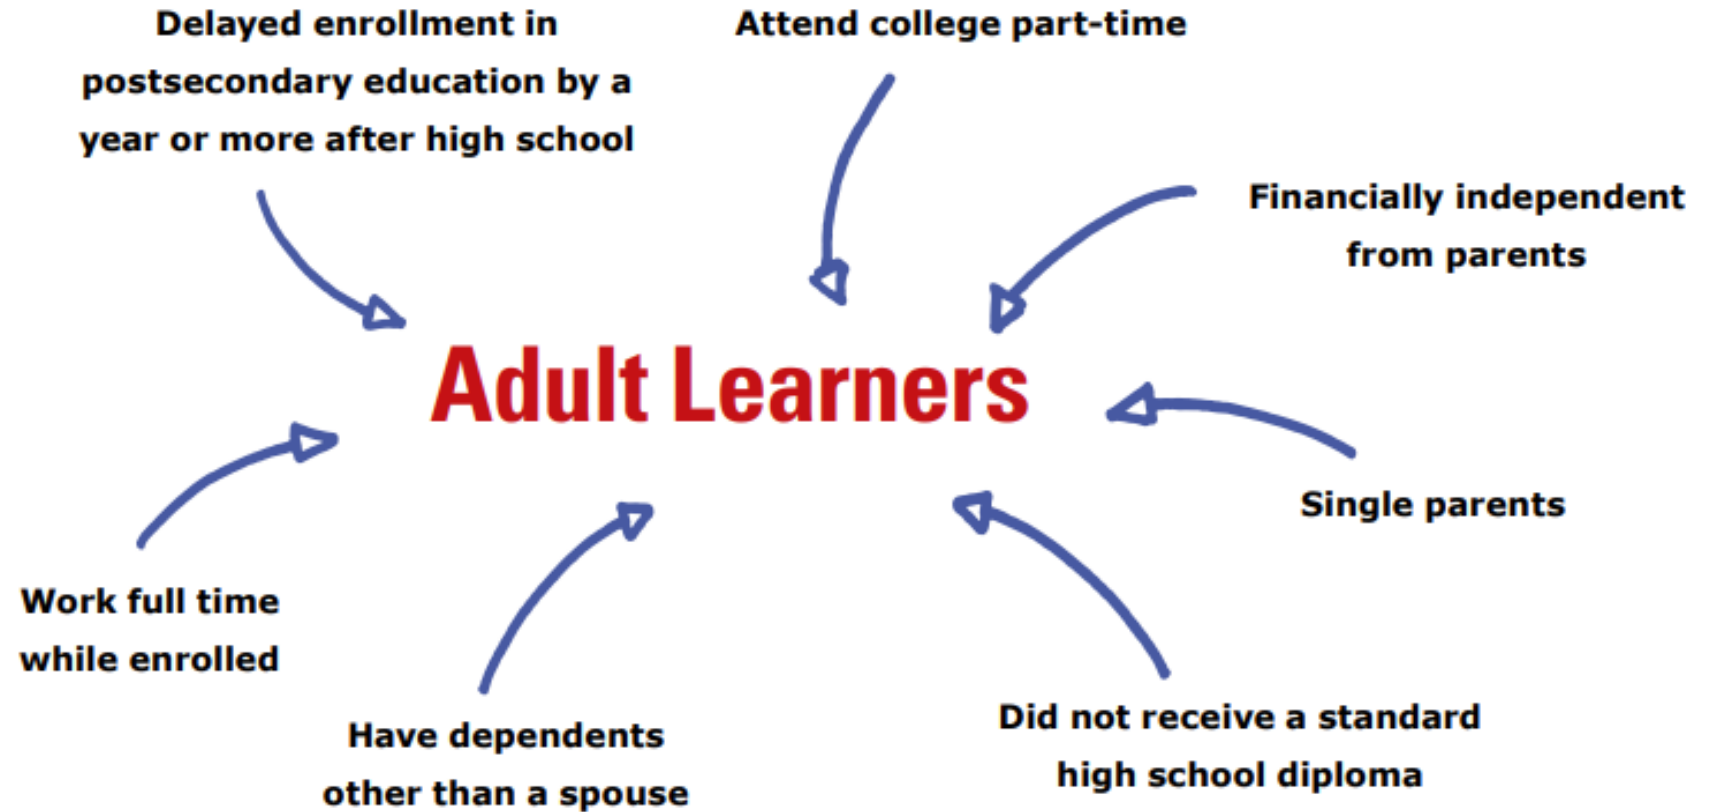 Delayed enrollment in
postsecondary education by a
year or more after high school
Attend college part-time
Financially independent
from parents
Adult Learners
Single parents
Work full time
while enrolled
Have dependents
other than a spouse
Did not receive a standard
high school diploma